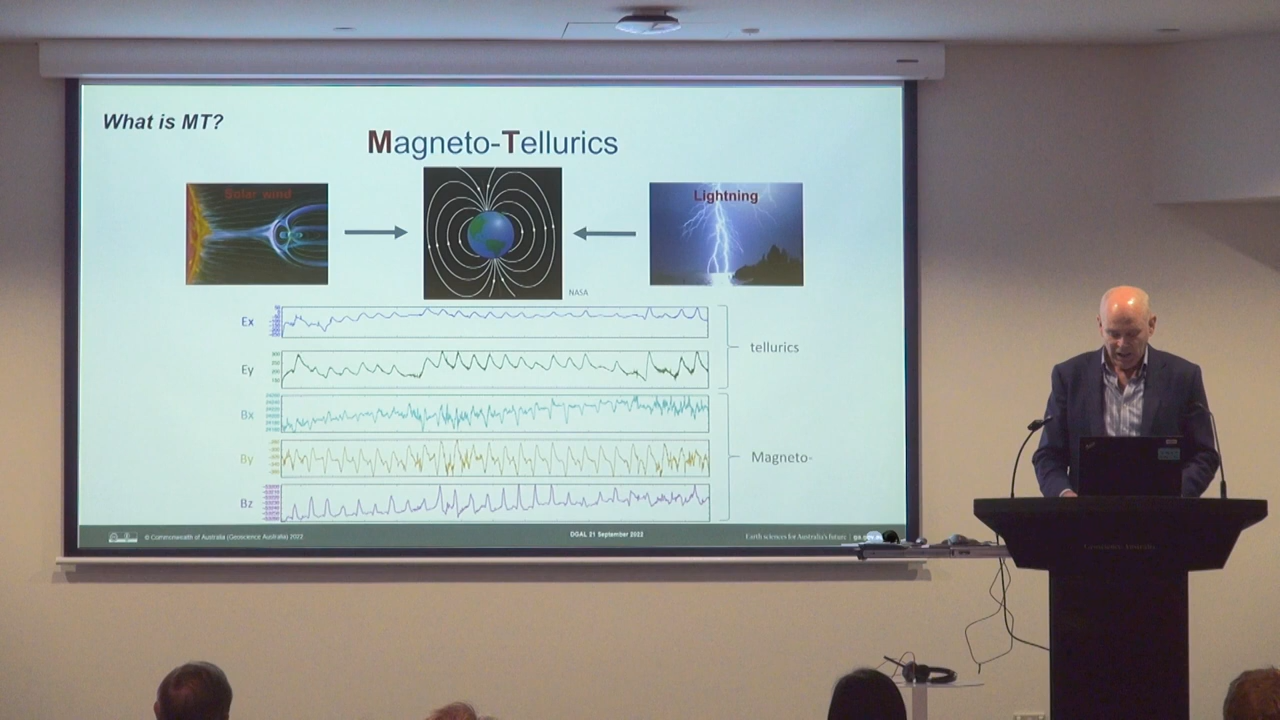 What is MT?
Magneto-Tellurics
Solar wind
Lightning
NASA
Ex
tellurics
Ey
Bx
By
Magneto-
Bz
© Commonwealth of Australia (Geoscience Australia) 2022
DGAL 21 September 2022
Earth sciences for Australia's future